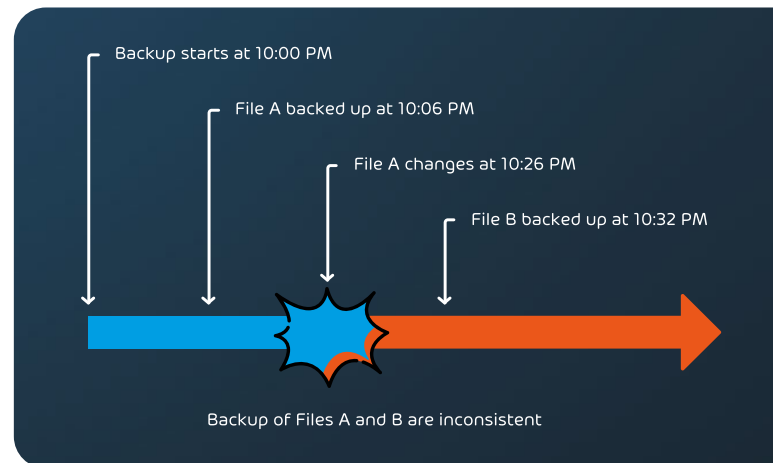 Backup starts at 10:00 PM
File A backed up at 10:06 PM
File A changes at 10:26 PM
File B backed up at 10:32 PM
Backup of Files A and B are inconsistent